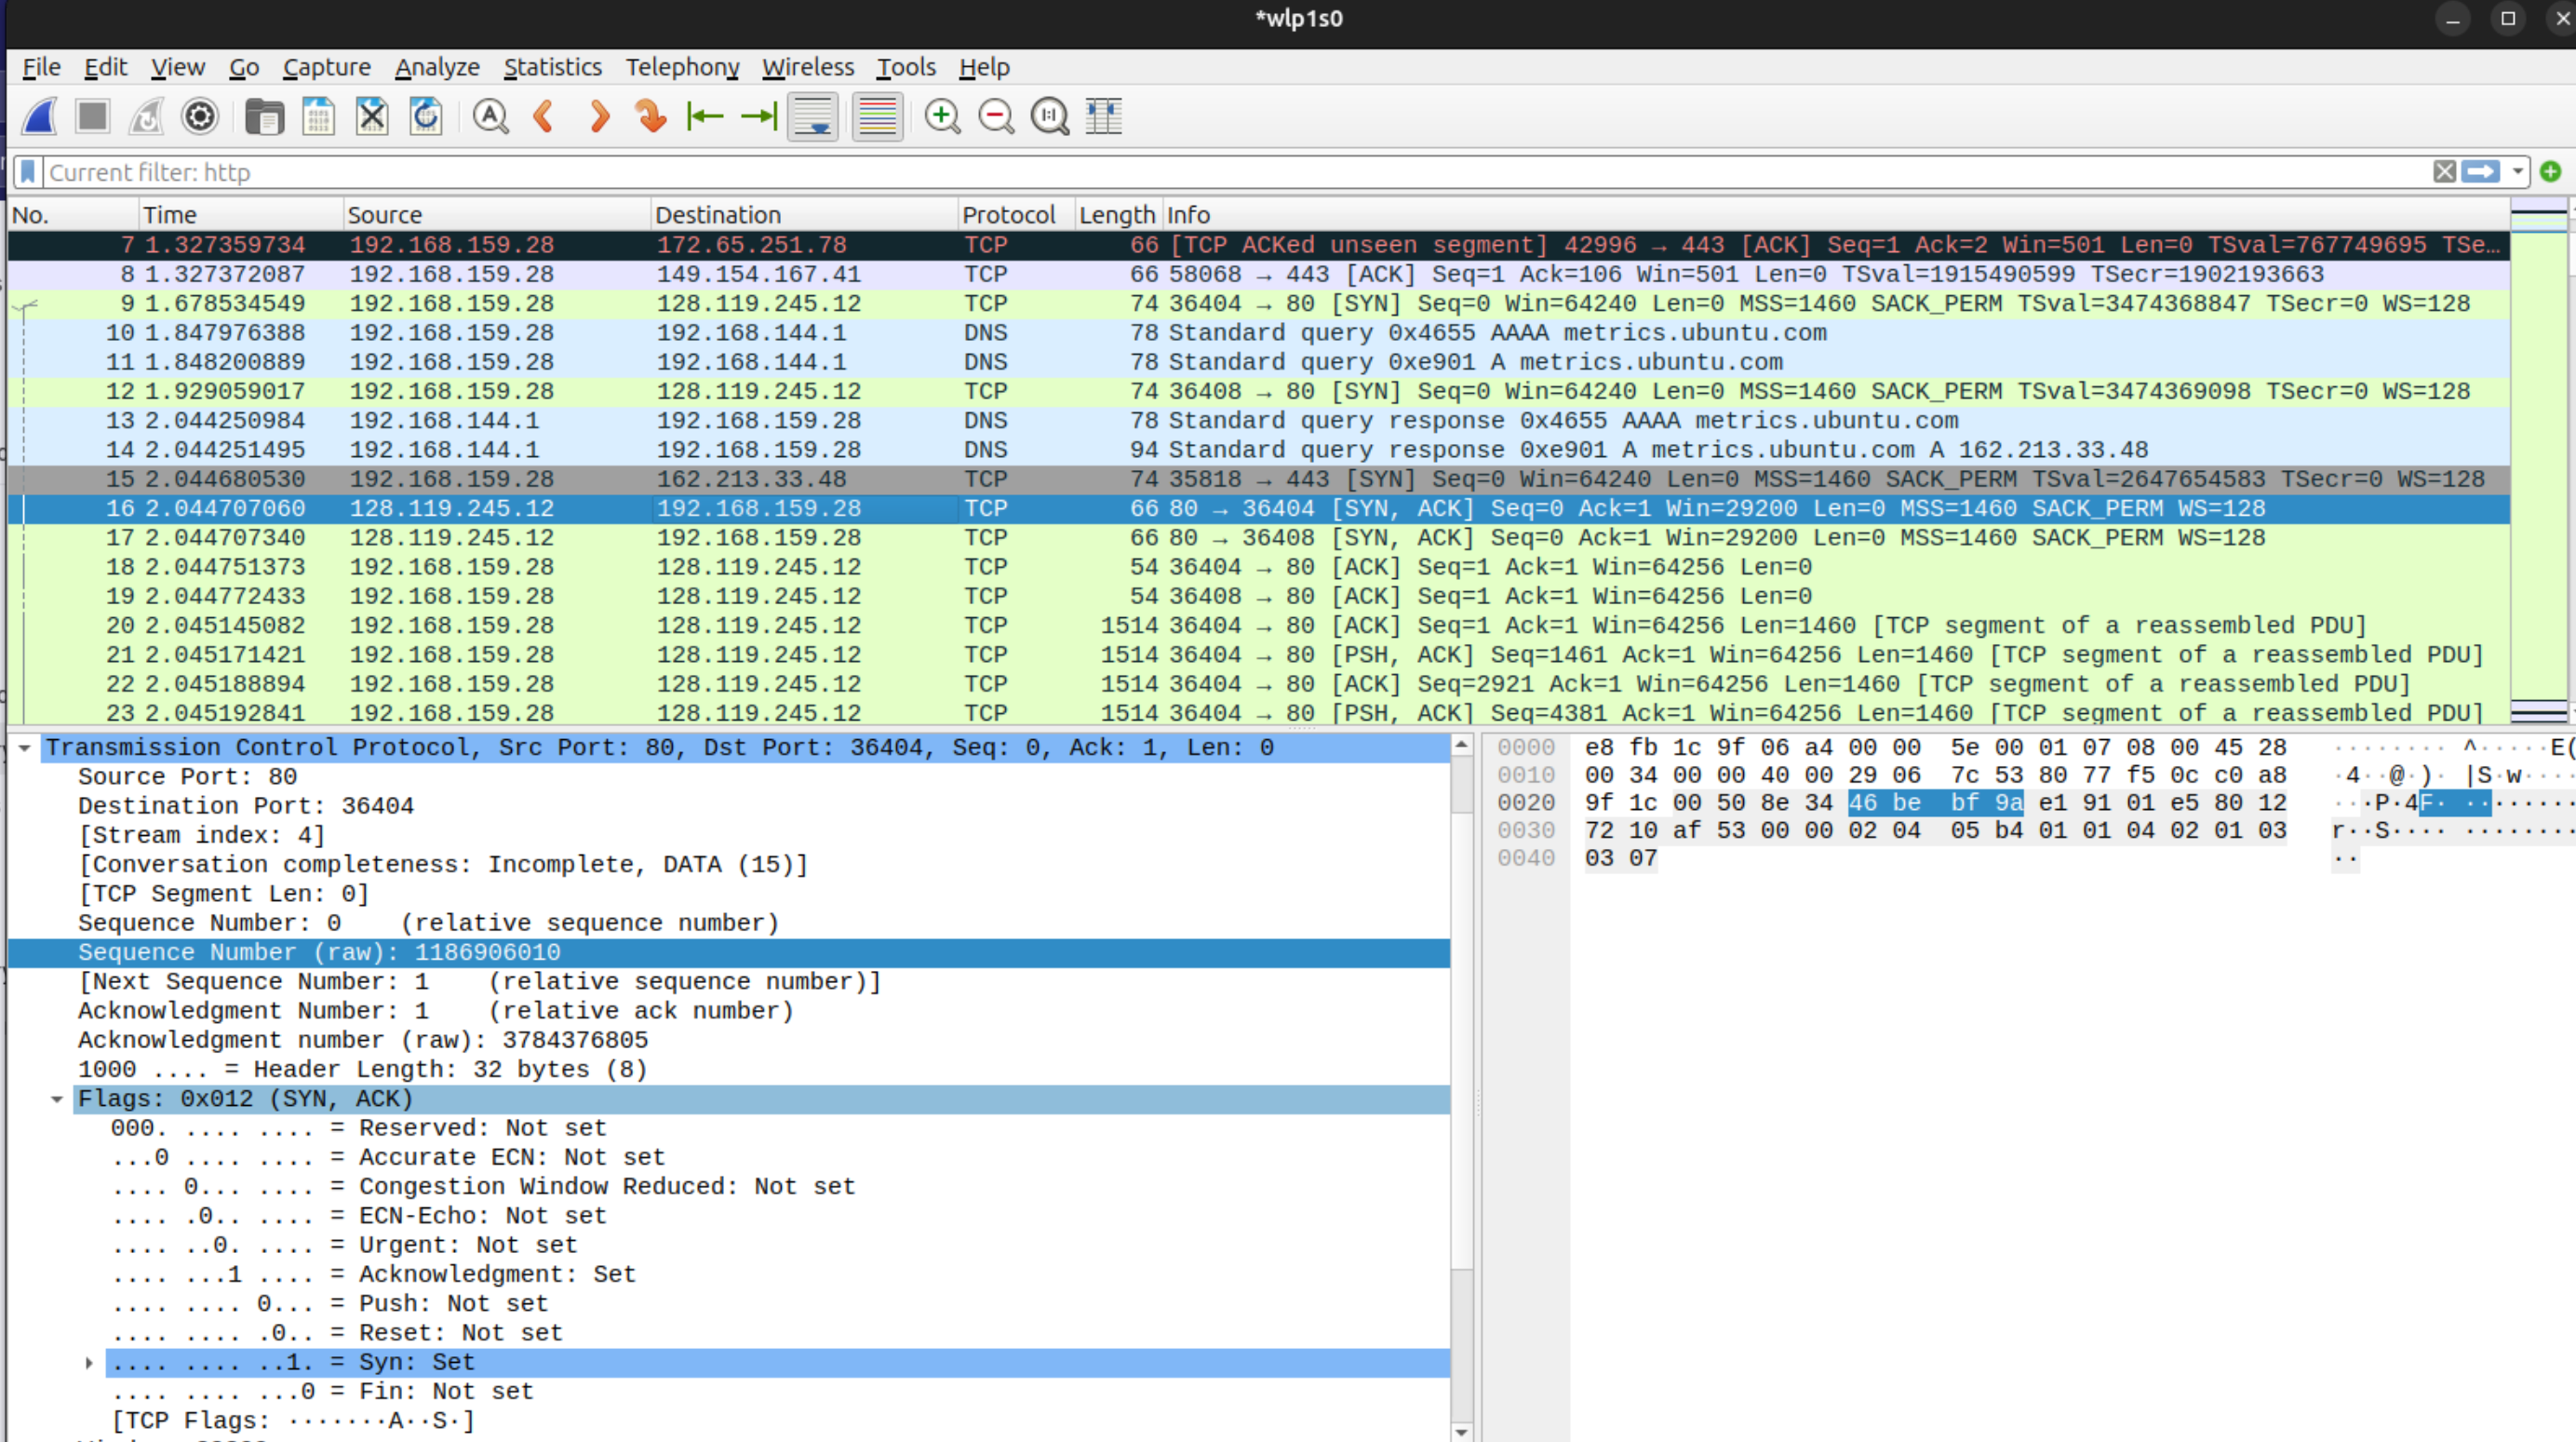 *wlp1s0
File Edit View Go Capture Analyze Statistics Telephony Wireless Tools Help
Current filter: http
No. Time Source Destination Protocol Length Info
7 1.327359734 192.168.159.28 172.65.251.78 TCP 66 [TCP ACKed unseen segment] 42996 → 443 [ACK] Seq=1 Ack=2 Win=501 Len=0 TSval=767749695 TSe…
8 1.327372087 192.168.159.28 149.154.167.41 TCP 66 58068 → 443 [ACK] Seq=1 Ack=106 Win=501 Len=0 TSval=1915490599 TSecr=1902193663
9 1.678534549 192.168.159.28 128.119.245.12 TCP 74 36404 → 80 [SYN] Seq=0 Win=64240 Len=0 MSS=1460 SACK_PERM TSval=3474368847 TSecr=0 WS=128
10 1.847976388 192.168.159.28 192.168.144.1 DNS 78 Standard query 0x4655 AAAA metrics.ubuntu.com
11 1.848200889 192.168.159.28 192.168.144.1 DNS 78 Standard query 0xe901 A metrics.ubuntu.com
12 1.929059017 192.168.159.28 128.119.245.12 TCP 74 36408 → 80 [SYN] Seq=0 Win=64240 Len=0 MSS=1460 SACK_PERM TSval=3474369098 TSecr=0 WS=128
13 2.044250984 192.168.144.1 192.168.159.28 DNS 78 Standard query response 0x4655 AAAA metrics.ubuntu.com
14 2.044251495 192.168.144.1 192.168.159.28 DNS 94 Standard query response 0xe901 A metrics.ubuntu.com A 162.213.33.48
15 2.044680530 192.168.159.28 162.213.33.48 TCP 74 35818 → 443 [SYN] Seq=0 Win=64240 Len=0 MSS=1460 SACK_PERM TSval=2647654583 TSecr=0 WS=128
16 2.044707060 128.119.245.12 192.168.159.28 TCP 66 80 → 36404 [SYN, ACK] Seq=0 Ack=1 Win=29200 Len=0 MSS=1460 SACK_PERM WS=128
17 2.044707340 128.119.245.12 192.168.159.28 TCP 66 80 → 36408 [SYN, ACK] Seq=0 Ack=1 Win=29200 Len=0 MSS=1460 SACK_PERM WS=128
18 2.044751373 192.168.159.28 128.119.245.12 TCP 54 36404 → 80 [ACK] Seq=1 Ack=1 Win=64256 Len=0
19 2.044772433 192.168.159.28 128.119.245.12 TCP 54 36408 → 80 [ACK] Seq=1 Ack=1 Win=64256 Len=0
20 2.045145082 192.168.159.28 128.119.245.12 TCP 1514 36404 → 80 [ACK] Seq=1 Ack=1 Win=64256 Len=1460 [TCP segment of a reassembled PDU]
21 2.045171421 192.168.159.28 128.119.245.12 TCP 1514 36404 → 80 [PSH, ACK] Seq=1461 Ack=1 Win=64256 Len=1460 [TCP segment of a reassembled PDU]
22 2.045188894 192.168.159.28 128.119.245.12 TCP 1514 36404 → 80 [ACK] Seq=2921 Ack=1 Win=64256 Len=1460 [TCP segment of a reassembled PDU]
23 2.045192841 192.168.159.28 128.119.245.12 TCP 1514 36404 → 80 [PSH, ACK] Seq=4381 Ack=1 Win=64256 Len=1460 [TCP segment of a reassembled PDU]
Transmission Control Protocol, Src Port: 80, Dst Port: 36404, Seq: 0, Ack: 1, Len: 0
Source Port: 80
Destination Port: 36404
[Stream index: 4]
[Conversation completeness: Incomplete, DATA (15)]
[TCP Segment Len: 0]
Sequence Number: 0 (relative sequence number)
Sequence Number (raw): 1186906010
[Next Sequence Number: 1 (relative sequence number)]
Acknowledgment Number: 1 (relative ack number)
Acknowledgment number (raw): 3784376805
1000 .... = Header Length: 32 bytes (8)
Flags: 0x012 (SYN, ACK)
000. .... .... = Reserved: Not set
...0 .... .... = Accurate ECN: Not set
.... 0... .... = Congestion Window Reduced: Not set
.... .0.. .... = ECN-Echo: Not set
.... ..0. .... = Urgent: Not set
.... ...1 .... = Acknowledgment: Set
.... .... 0... = Push: Not set
.... .... .0.. = Reset: Not set
.... .... ..1. = Syn: Set
.... .... ...0 = Fin: Not set
[TCP Flags: ·······A··S·]
0000 e8 fb 1c 9f 06 a4 00 00 5e 00 01 07 08 00 45 28 ········ ^·····E(
0010 00 34 00 00 40 00 29 06 7c 53 80 77 f5 0c c0 a8 ·4··@·)· |S·w····
0020 9f 1c 00 50 8e 34 46 be bf 9a e1 91 01 e5 80 12 ···P·4F· ········
0030 72 10 af 53 00 00 02 04 05 b4 01 01 04 02 01 03 r··S···· ········
0040 03 07 ··